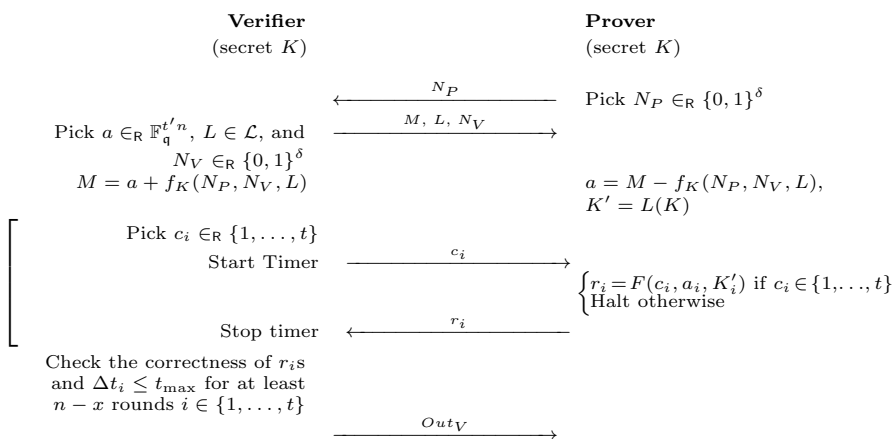 Verifier Prover
(secret K) (secret K)
N_P
Pick N_P ∈_R {0, 1}^δ
Pick a ∈_R 𝔽_q^{t′n}, L ∈ ℒ, and
M, L, N_V
N_V ∈_R {0, 1}^δ
M = a + f_K(N_P, N_V, L) a = M − f_K(N_P, N_V, L),
K′ = L(K)
Pick c_i ∈_R {1, . . . , t}
Start Timer c_i
{ r_i = F(c_i, a_i, K′_i) if c_i ∈ {1, . . . , t}
Halt otherwise
Stop timer r_i
Check the correctness of r_is
and Δt_i ≤ t_max for at least
n − x rounds i ∈ {1, . . . , t}
Out_V